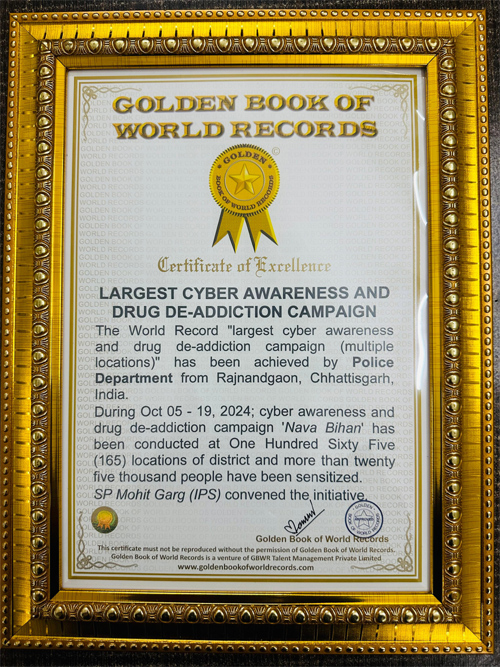 GOLDEN BOOK OF
WORLD RECORDS
©
GOLDEN
BOOK OF WORLD RECORDS
Certificate of Excellence
LARGEST CYBER AWARENESS AND
DRUG DE-ADDICTION CAMPAIGN
The World Record "largest cyber awareness
and drug de-addiction campaign (multiple
locations)" has been achieved by Police
Department from Rajnandgaon, Chhattisgarh,
India.
During Oct 05 - 19, 2024; cyber awareness and
drug de-addiction campaign 'Nava Bihan' has
been conducted at One Hundred Sixty Five
(165) locations of district and more than twenty
five thousand people have been sensitized.
SP Mohit Garg (IPS) convened the initiative.
Golden Book of World Records
This certificate must not be reproduced without the permission of Golden Book of World Records.
Golden Book of World Records is a venture of GBWR Talent Management Private Limited
www.goldenbookofworldrecords.com